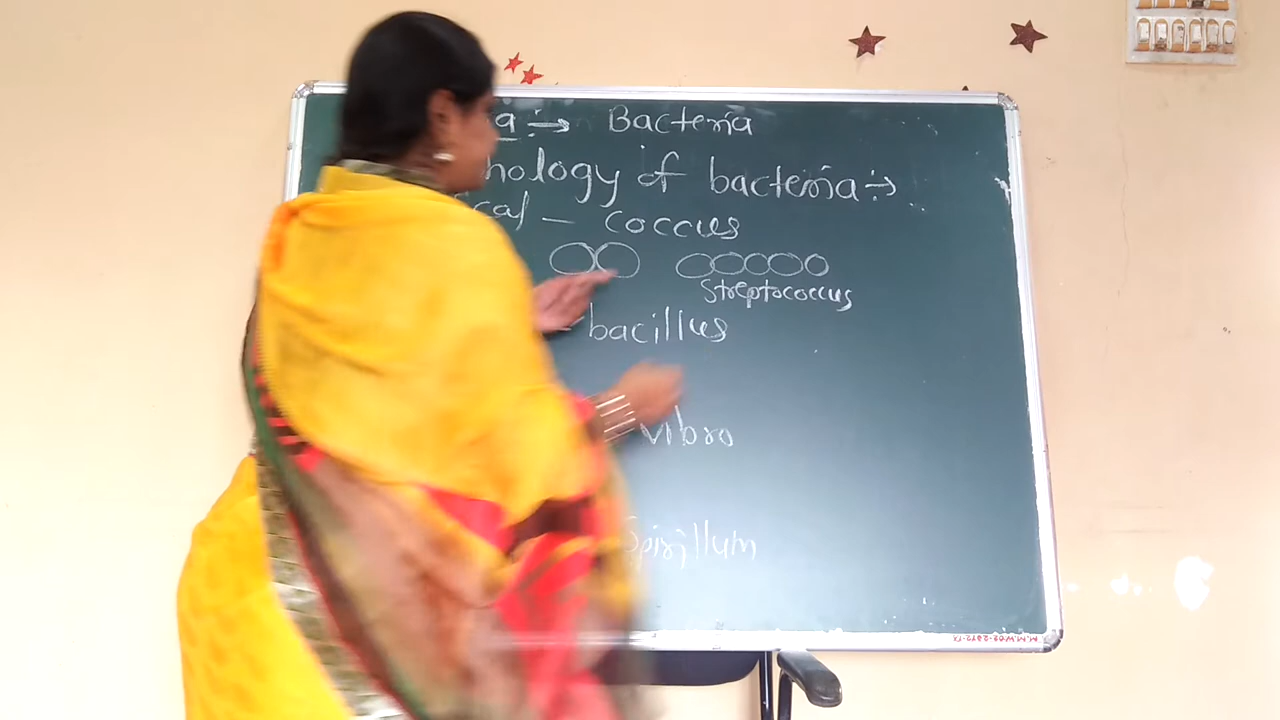 a :→ Bacteria
hology of bacteria :→
cal — coccus
Streptococcus
- bacillus
vibro
Spirillum